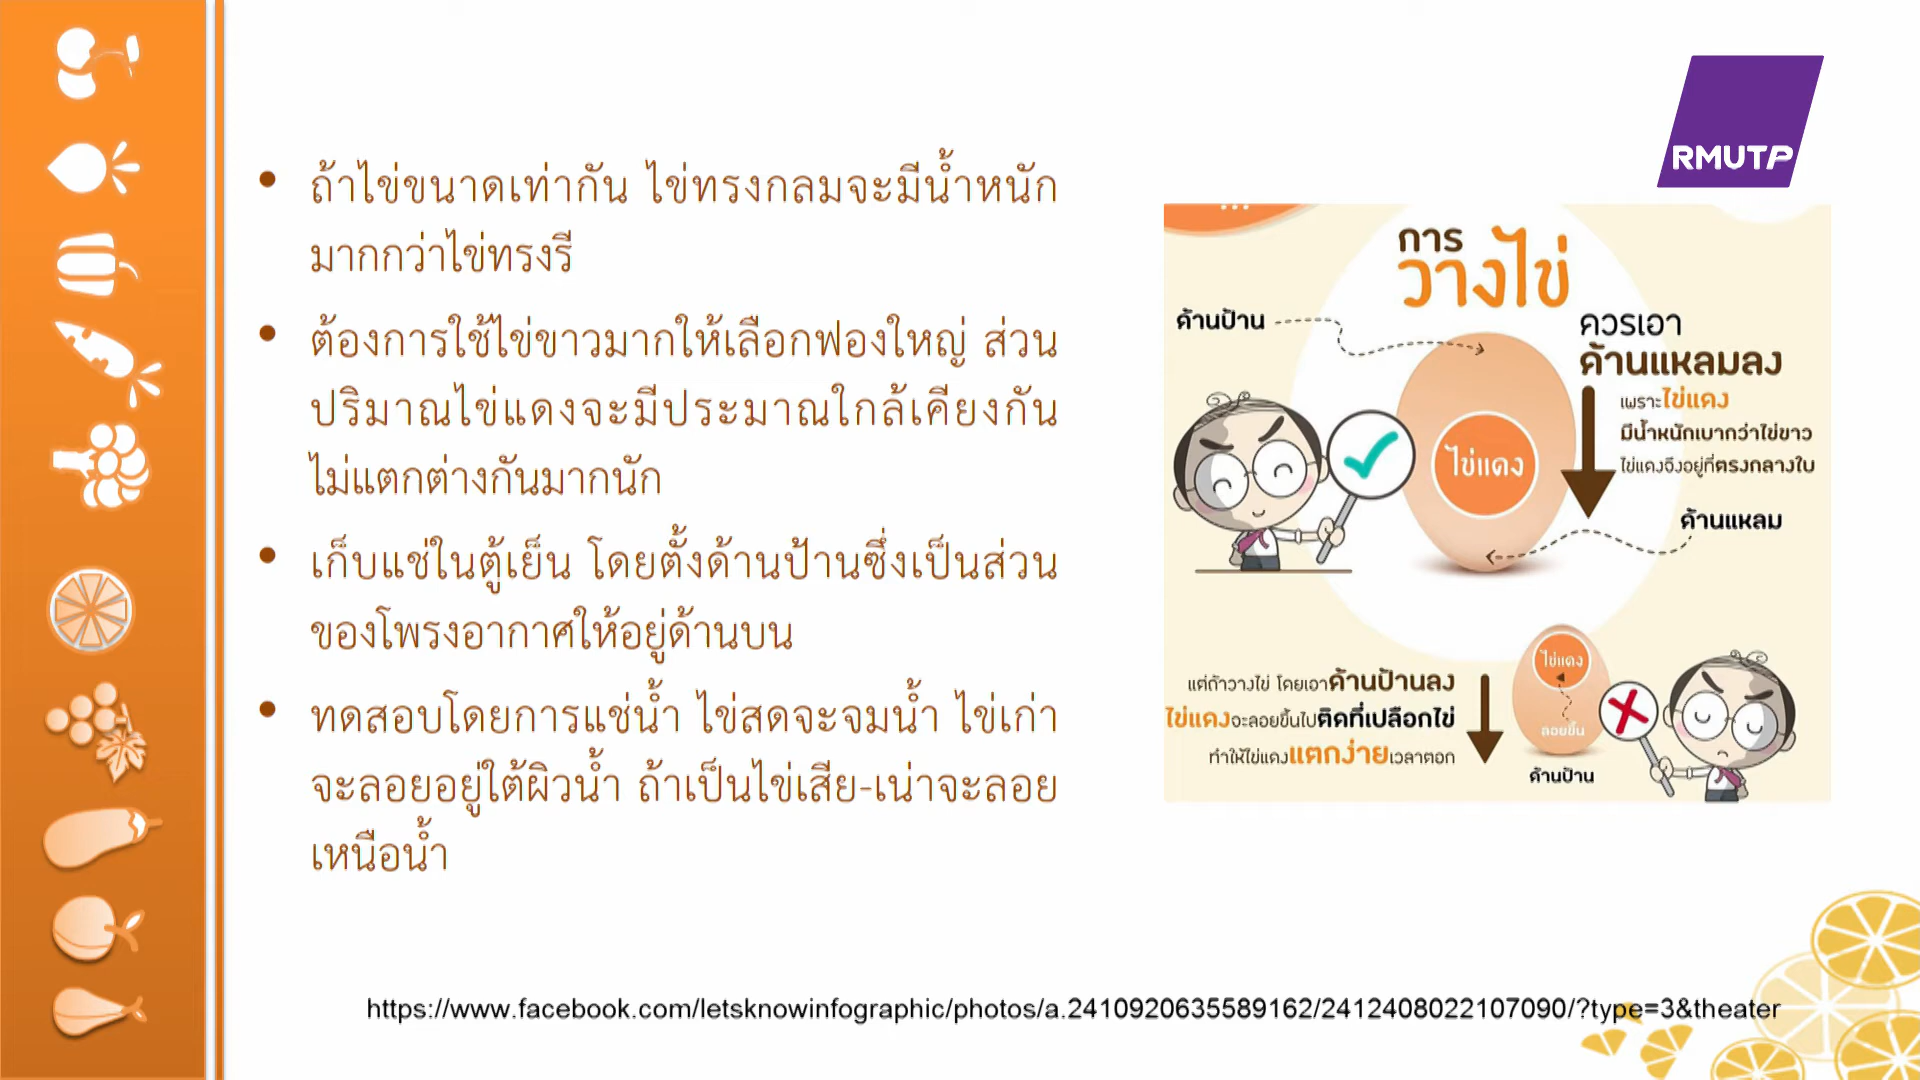 RMUTP
• ถ้าไข่ขนาดเท่ากัน ไข่ทรงกลมจะมีน้ำหนัก
มากกว่าไข่ทรงรี
• ต้องการใช้ไข่ขาวมากให้เลือกฟองใหญ่ ส่วน
ปริมาณไข่แดงจะมีประมาณใกล้เคียงกัน
ไม่แตกต่างกันมากนัก
• เก็บแช่ในตู้เย็น โดยตั้งด้านป้านซึ่งเป็นส่วน
ของโพรงอากาศให้อยู่ด้านบน
• ทดสอบโดยการแช่น้ำ ไข่สดจะจมน้ำ ไข่เก่า
จะลอยอยู่ใต้ผิวน้ำ ถ้าเป็นไข่เสีย-เน่าจะลอย
เหนือน้ำ
...
การ
วางไข่
ด้านป้าน
ควรเอา
ด้านแหลมลง
เพราะไข่แดง
มีน้ำหนักเบากว่าไข่ขาว
ไข่แดงจึงอยู่ที่ตรงกลางใบ
ไข่แดง
ด้านแหลม
แต่ถ้าวางไข่ โดยเอาด้านป้านลง
ไข่แดงจะลอยขึ้นไปติดที่เปลือกไข่
ทำให้ไข่แดงแตกง่ายเวลาตอก
ไข่แดง
ลอยขึ้น
ด้านป้าน
https://www.facebook.com/letsknowinfographic/photos/a.2410920635589162/2412408022107090/?type=3&theater